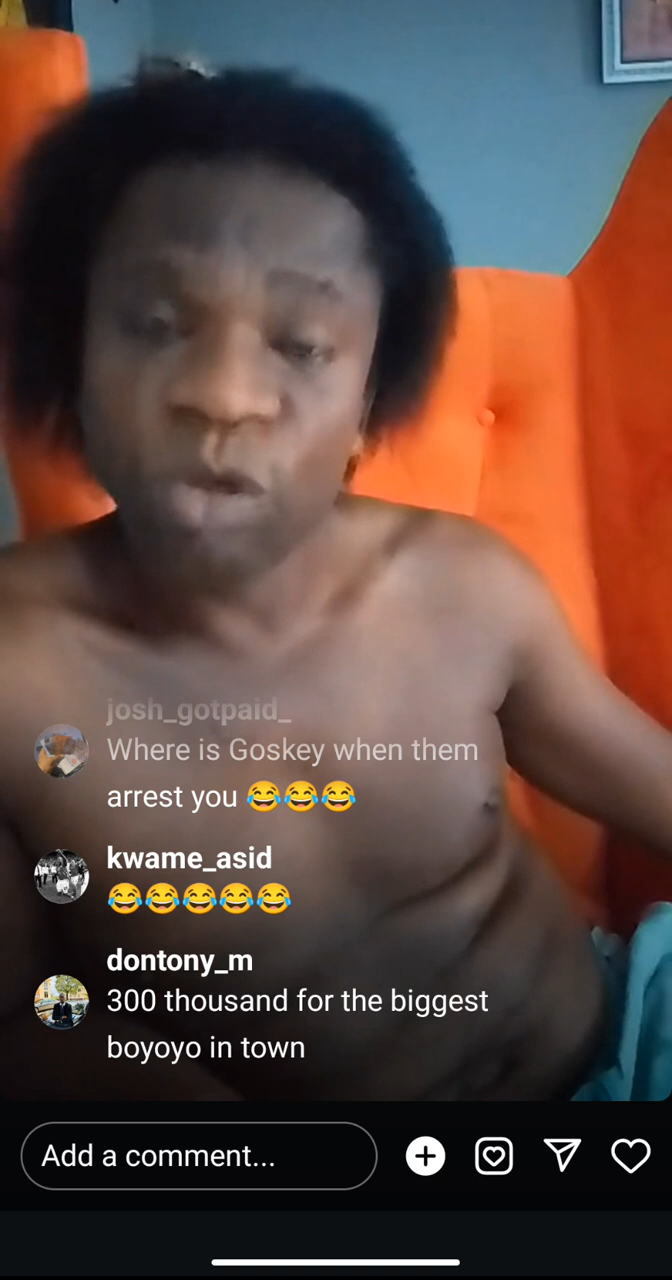 josh_gotpaid_
Where is Goskey when them
arrest you 😂😂😂
kwame_asid
😂😂😂😂😂
dontony_m
300 thousand for the biggest
boyoyo in town
Add a comment...